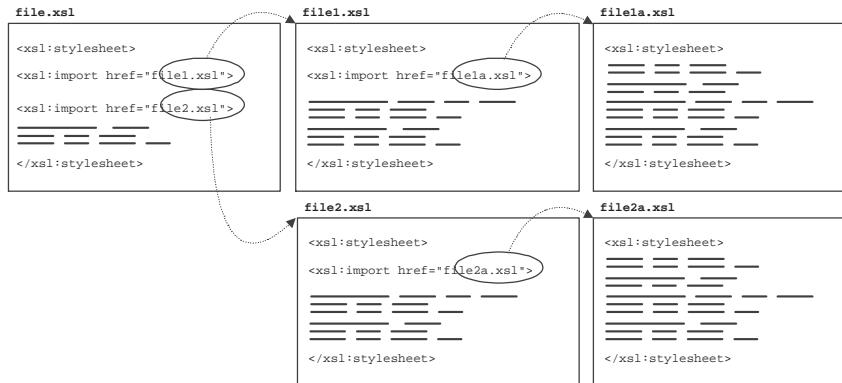 file.xsl
<xsl:stylesheet>
<xsl:import href="file1.xsl">
<xsl:import href="file2.xsl">
</xsl:stylesheet>
file1.xsl
<xsl:stylesheet>
<xsl:import href="file1a.xsl">
</xsl:stylesheet>
file1a.xsl
<xsl:stylesheet>
</xsl:stylesheet>
file2.xsl
<xsl:stylesheet>
<xsl:import href="file2a.xsl">
</xsl:stylesheet>
file2a.xsl
<xsl:stylesheet>
</xsl:stylesheet>